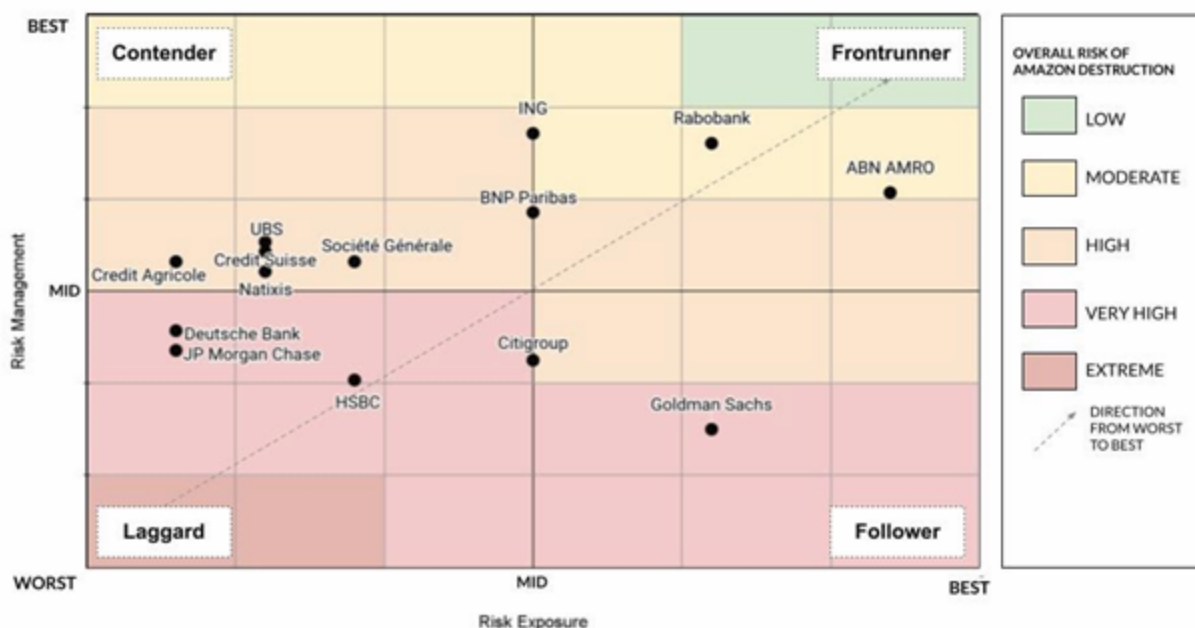 BEST
Contender
Frontrunner
ING
Rabobank
ABN AMRO
BNP Paribas
UBS
Société Générale
Credit Suisse
Credit Agricole
Natixis
MID
Risk Management
Deutsche Bank
JP Morgan Chase
Citigroup
HSBC
Goldman Sachs
Laggard
Follower
WORST
MID
BEST
Risk Exposure
OVERALL RISK OF
AMAZON DESTRUCTION
LOW
MODERATE
HIGH
VERY HIGH
EXTREME
DIRECTION
FROM WORST
TO BEST